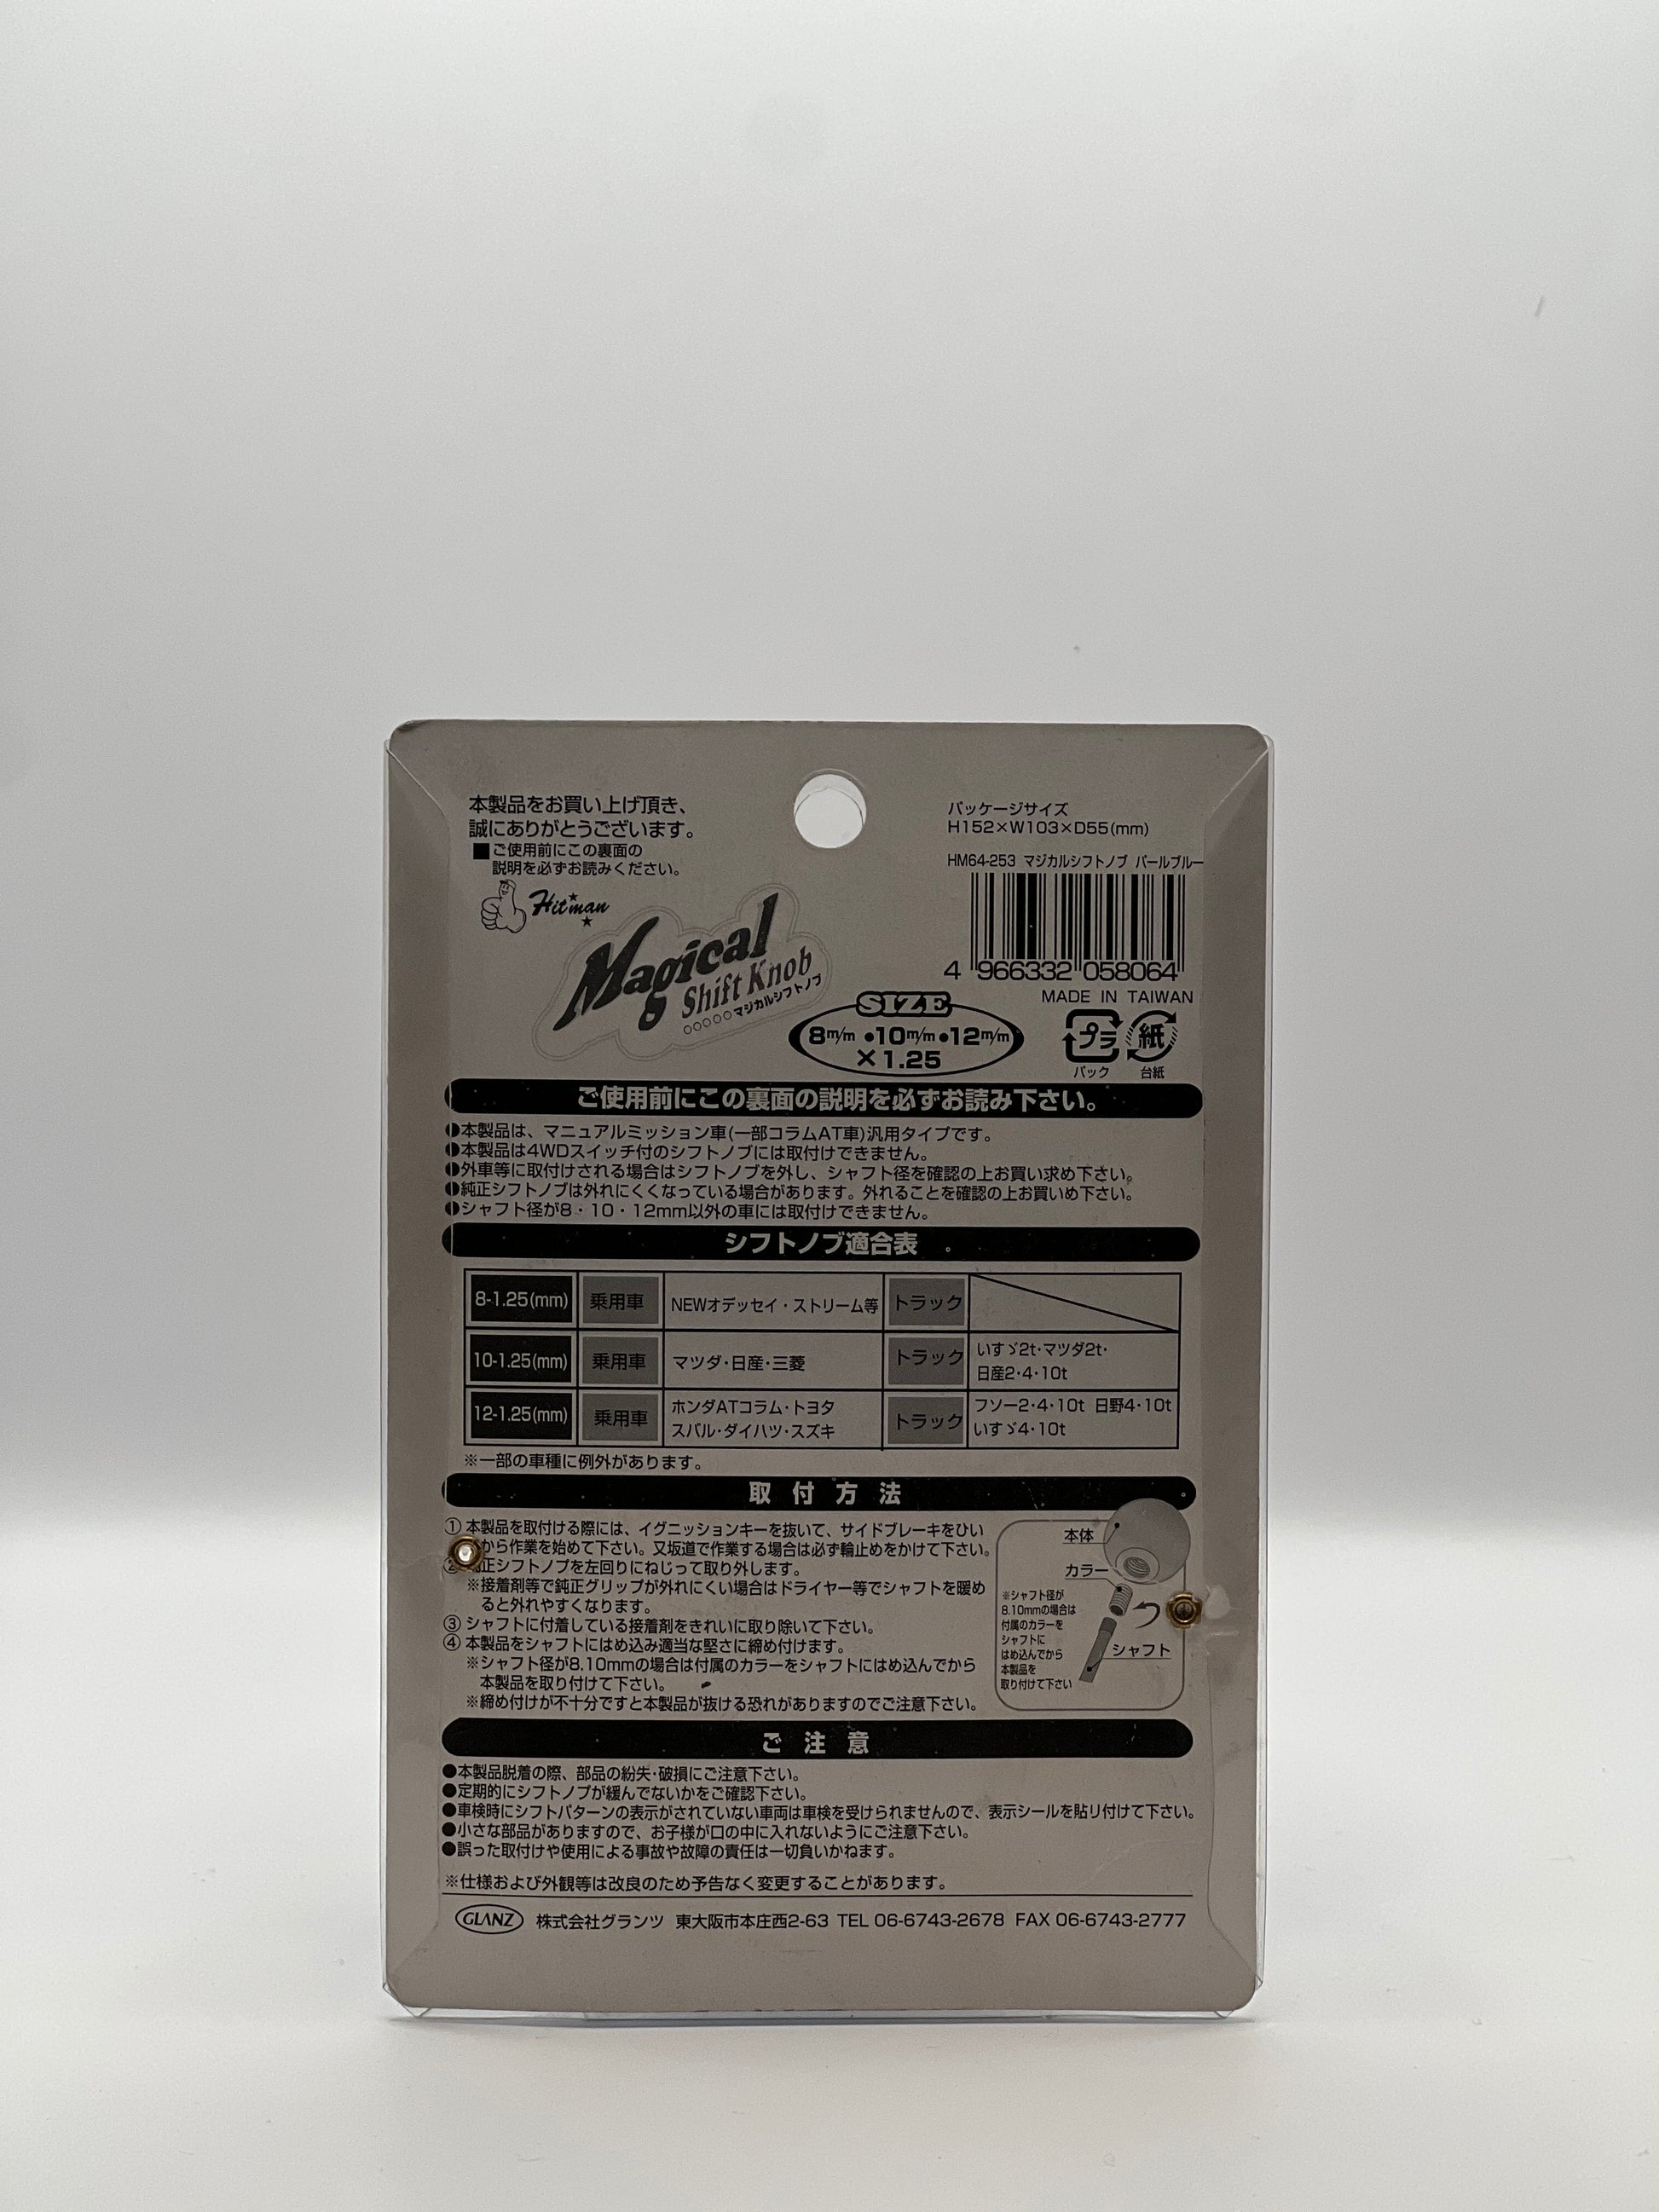 本製品をお買い上げ頂き、
誠にありがとうございます。
■ご使用前にこの裏面の
説明を必ずお読みください。
Hitman
パッケージサイズ
H152×W103×D55(mm)
HM64-253 マジカルシフトノブ パールブルー
4 966332 058064
MADE IN TAIWAN
Magical
Shift Knob
○○○○○マジカルシフトノブ
SIZE
8m/m ●10m/m●12m/m
×1.25
プラ 紙
パック 台紙
ご使用前にこの裏面の説明を必ずお読み下さい。
●本製品は、マニュアルミッション車(一部コラムAT車)汎用タイプです。
●本製品は4WDスイッチ付のシフトノブには取付けできません。
●外車等に取付けされる場合はシフトノブを外し、シャフト径を確認の上お買い求め下さい。
●純正シフトノブは外れにくくなっている場合があります。外れることを確認の上お買いめ下さい。
●シャフト径が8・10・12mm以外の車には取付けできません。
シフトノブ適合表
8-1.25(mm) 乗用車 NEWオデッセイ・ストリーム等 トラック
10-1.25(mm) 乗用車 マツダ・日産・三菱 トラック いすゞ2t・マツダ2t・
日産2・4・10t
12-1.25(mm) 乗用車 ホンダATコラム・トヨタ
スバル・ダイハツ・スズキ トラック フソー2・4・10t 日野4・10t
いすゞ4・10t
※一部の車種に例外があります。
取付方法
① 本製品を取付ける際には、イグニッションキーを抜いて、サイドブレーキをひい
から作業を始めて下さい。又坂道で作業する場合は必ず輪止めをかけて下さい。
② 正シフトノブを左回りにねじって取り外します。
※接着剤等で純正グリップが外れにくい場合はドライヤー等でシャフトを暖め
ると外れやすくなります。
③ シャフトに付着している接着剤をきれいに取り除いて下さい。
④ 本製品をシャフトにはめ込み適当な堅さに締め付けます。
※シャフト径が8.10mmの場合は付属のカラーをシャフトにはめ込んでから
本製品を取り付けて下さい。
※締め付けが不十分ですと本製品が抜ける恐れがありますのでご注意下さい。
本体
カラー
※シャフト径が
8.10mmの場合は
付属のカラーを
シャフトに
はめ込んでから
本製品を
取り付けて下さい
シャフト
ご注意
●本製品脱着の際、部品の紛失・破損にご注意下さい。
●定期的にシフトノブが緩んでないかをご確認下さい。
●車検時にシフトパターンの表示がされていない車両は車検を受けられませんので、表示シールを貼り付けて下さい。
●小さな部品がありますので、お子様が口の中に入れないようにご注意下さい。
●誤った取付けや使用による事故や故障の責任は一切負いかねます。
※仕様および外観等は改良のため予告なく変更することがあります。
GLANZ 株式会社グランツ 東大阪市本庄西2-63 TEL 06-6743-2678 FAX 06-6743-2777